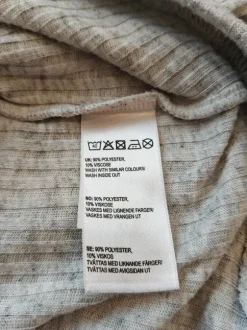 UK: 90% POLYESTER,
10% VISCOSE
WASH WITH SIMILAR COLOURS!
WASH INSIDE OUT
NO: 90% POLYESTER,
10% VISKOSE
VASKES MED LIGNENDE FARGER!
VASKES MED VRANGEN UT
SE: 90% POLYESTER,
10% VISKOS
TVÄTTAS MED LIKNANDE FÄRGER!
TVÄTTAS MED AVIGSIDAN UT